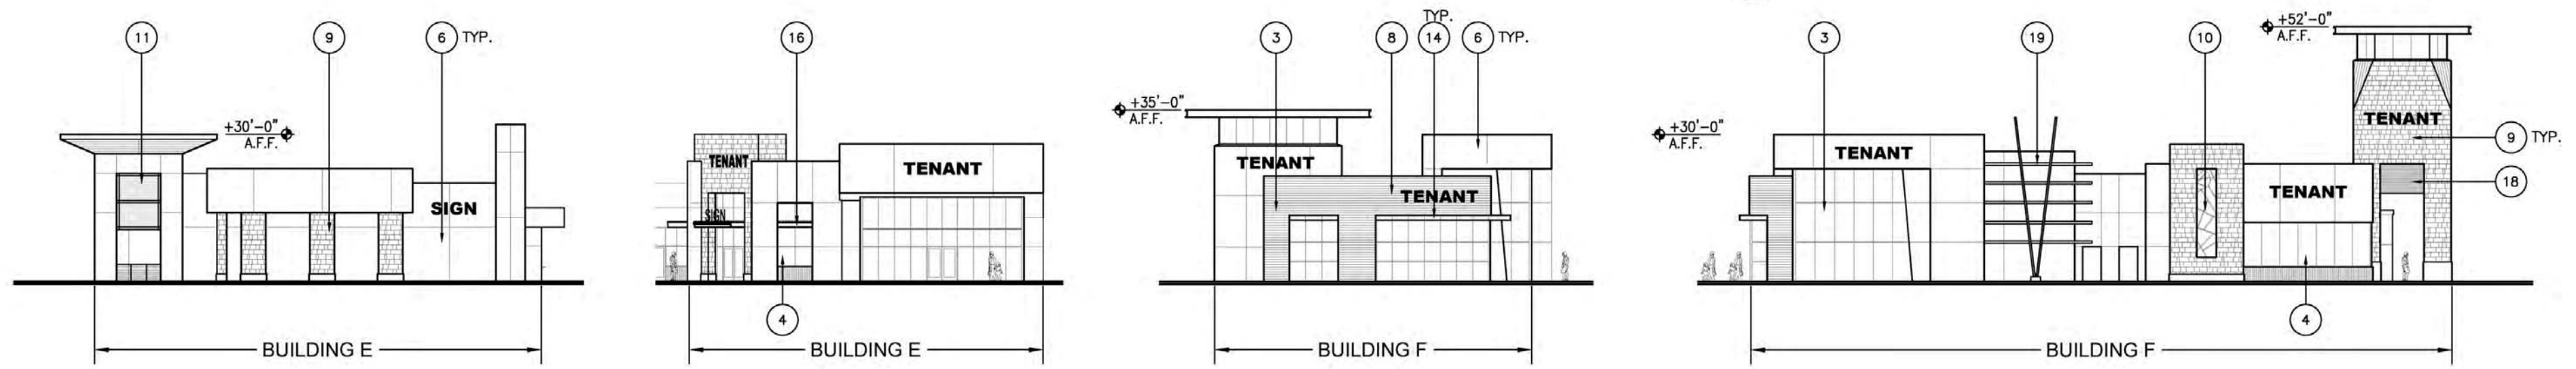 11
9
6 TYP.
+30'-0"
A.F.F.
SIGN
BUILDING E
16
TENANT
TENANT
SIGN
4
BUILDING E
TYP.
3
8
14
6 TYP.
+35'-0"
A.F.F.
TENANT
TENANT
BUILDING F
3
19
10
+52'-0"
A.F.F.
+30'-0"
A.F.F.
TENANT
TENANT
9 TYP.
18
TENANT
4
BUILDING F